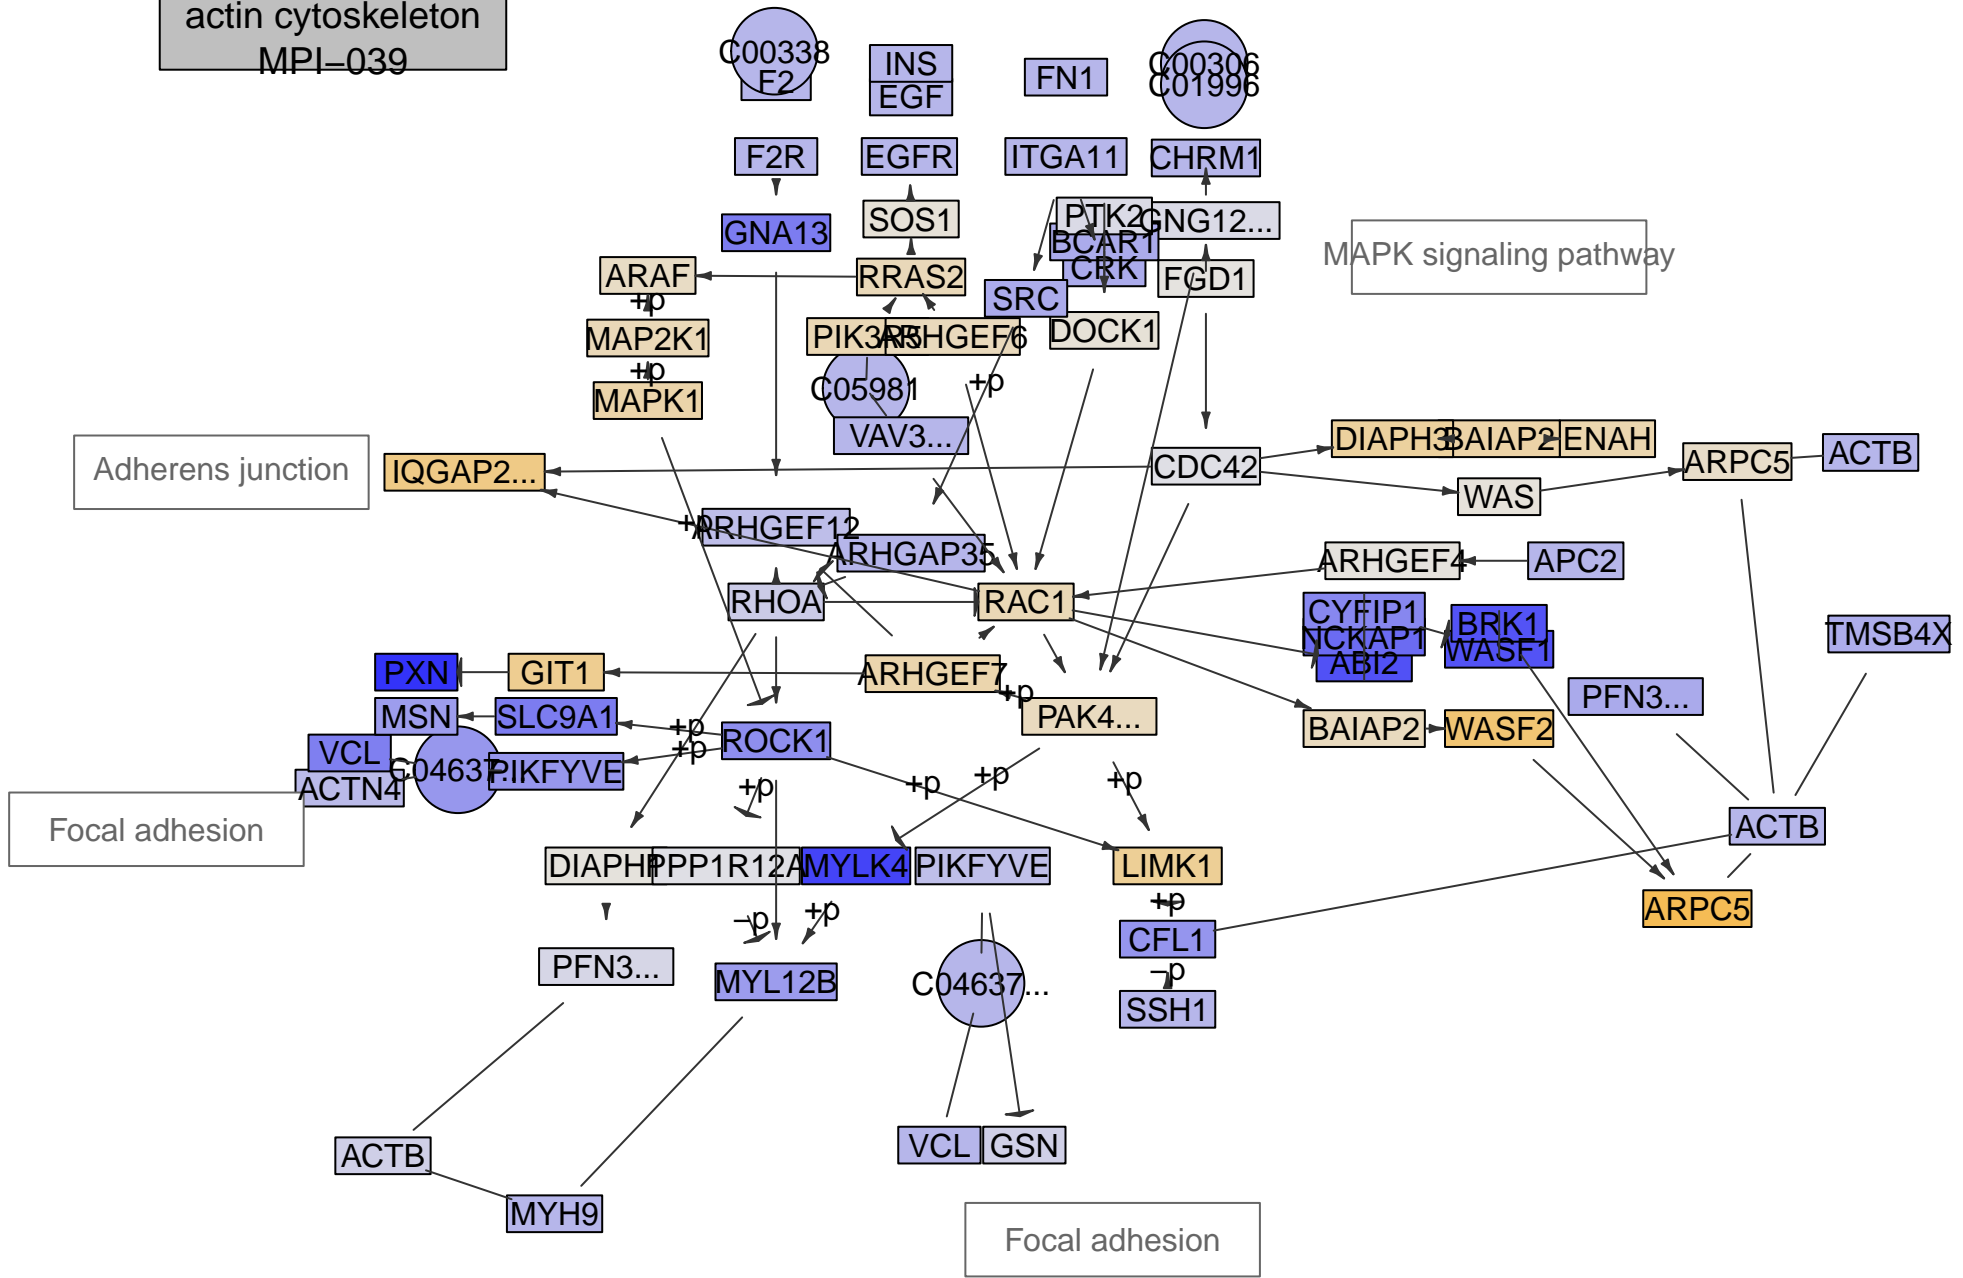 actin cytoskeleton
MPI–039
C00338
F2
INS
EGF
FN1
C00306
C01996
F2R
EGFR
ITGA11
CHRM1
GNA13
SOS1
PTK2
GNG12...
BCAR1
CRK
MAPK signaling pathway
ARAF
RRAS2
SRC
FGD1
+p
MAP2K1
PIK3R5
ARHGEF6
DOCK1
+p
MAPK1
C05981
+p
VAV3...
DIAPH3
BAIAP2
ENAH
ACTB
Adherens junction
IQGAP2...
CDC42
ARPC5
WAS
+p
ARHGEF12
ARHGAP35
ARHGEF4
APC2
RHOA
RAC1
CYFIP1
NCKAP1
ABI2
BRK1
WASF1
TMSB4X
PXN
GIT1
ARHGEF7
+p
PFN3...
MSN
SLC9A1
+p
PAK4...
BAIAP2
WASF2
VCL
ROCK1
+p
C04637...
PIKFYVE
ACTN4
+p
+p
+p
+p
Focal adhesion
ACTB
PPP1R12A
MYLK4
PIKFYVE
LIMK1
+p
ARPC5
–p
+p
CFL1
PFN3...
MYL12B
–p
C04637...
SSH1
ACTB
VCL
GSN
MYH9
Focal adhesion